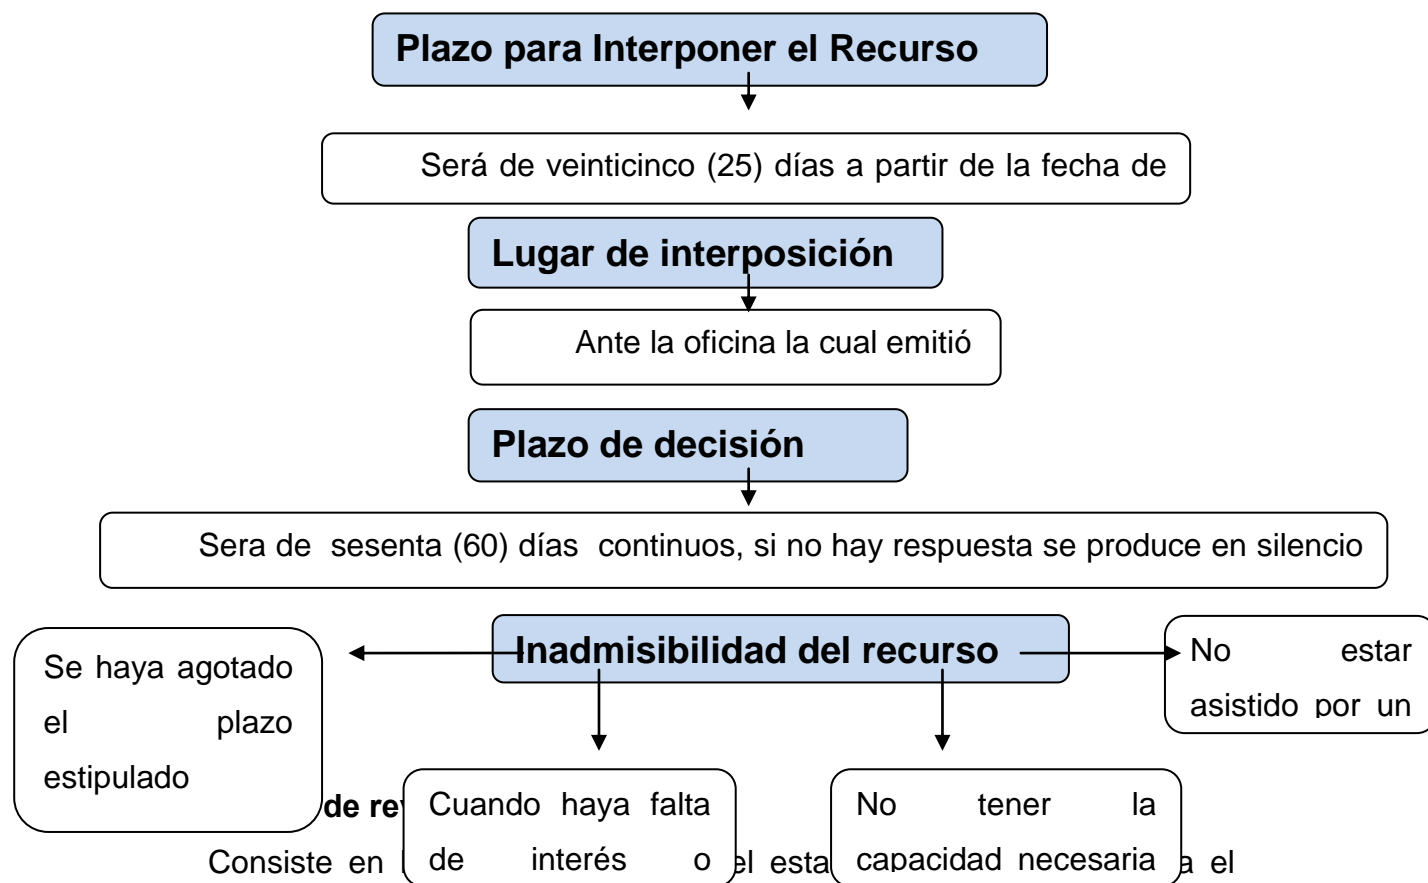 Plazo para Interponer el Recurso
Será de veinticinco (25) días a partir de la fecha de
Lugar de interposición
Ante la oficina la cual emitió
Plazo de decisión
Sera de sesenta (60) días continuos, si no hay respuesta se produce en silencio
Inadmisibilidad del recurso
Se haya agotado
el plazo
estipulado
No estar
asistido por un
Cuando haya falta
de interés o
No tener la
capacidad necesaria
de
Consiste en
el
el